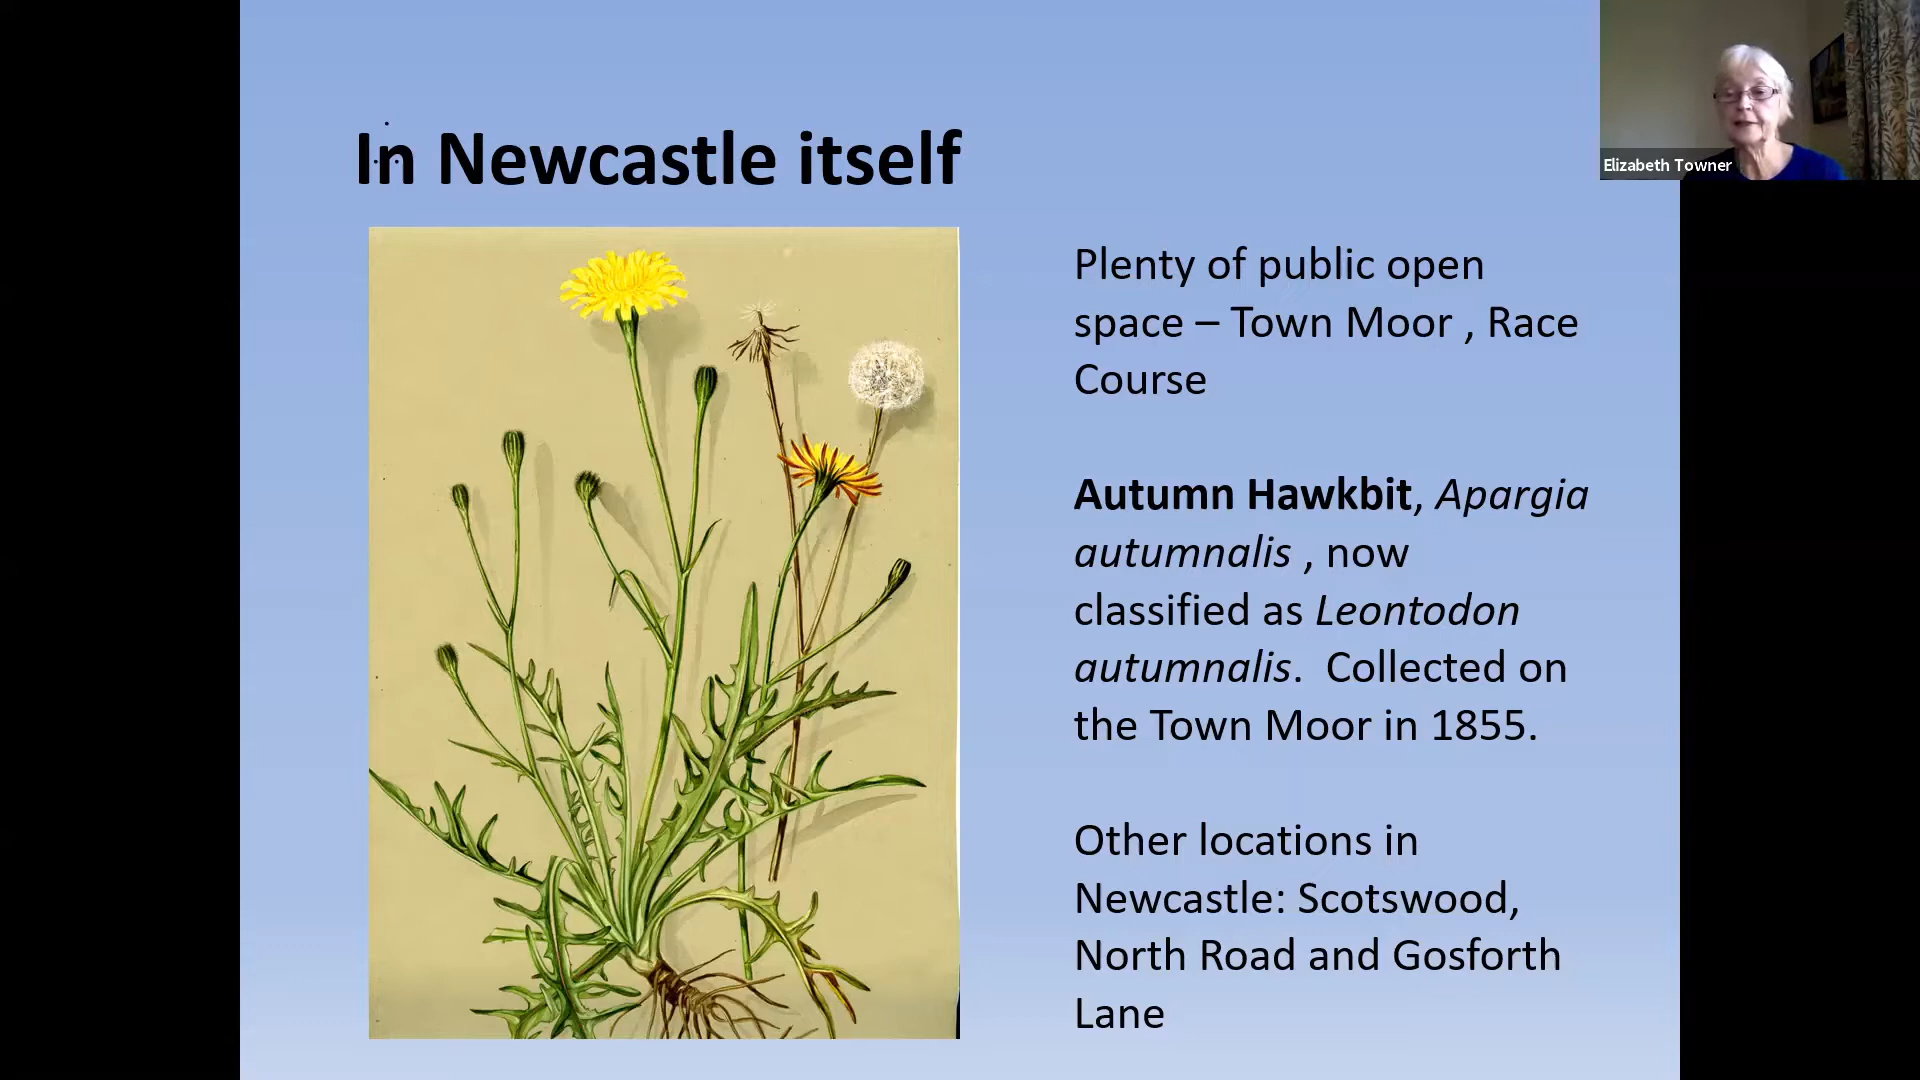 In Newcastle itself
Plenty of public open
space – Town Moor , Race
Course
Autumn Hawkbit, Apargia
autumnalis , now
classified as Leontodon
autumnalis.  Collected on
the Town Moor in 1855.
Other locations in
Newcastle: Scotswood,
North Road and Gosforth
Lane
Elizabeth Towner